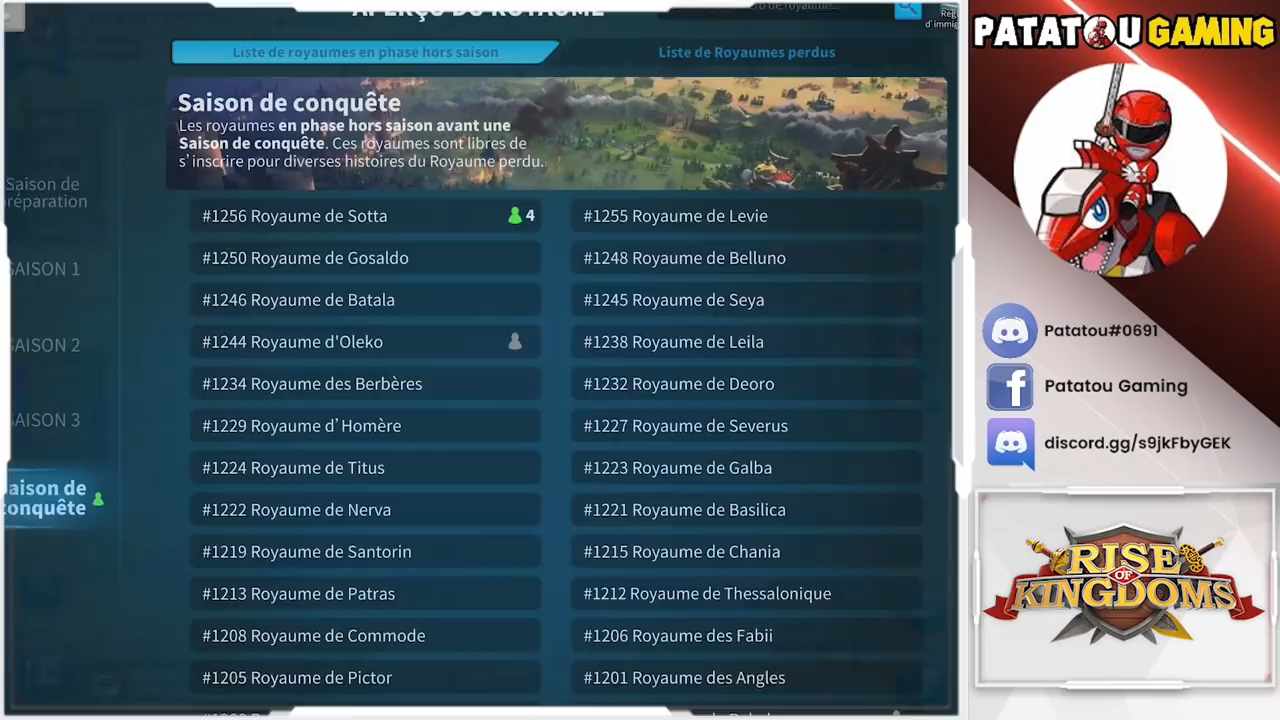 APERÇU DU ROYAUME
Liste de royaumes en phase hors saison
Liste de Royaumes perdus
Saison de conquête
Les royaumes en phase hors saison avant une
Saison de conquête. Ces royaumes sont libres de
s'inscrire pour diverses histoires du Royaume perdu.
Saison de
préparation
SAISON 1
SAISON 2
SAISON 3
Saison de
conquête
#1256 Royaume de Sotta
4
#1255 Royaume de Levie
#1250 Royaume de Gosaldo
#1248 Royaume de Belluno
#1246 Royaume de Batala
#1245 Royaume de Seya
#1244 Royaume d'Oleko
#1238 Royaume de Leila
#1234 Royaume des Berbères
#1232 Royaume de Deoro
#1229 Royaume d'Homère
#1227 Royaume de Severus
#1224 Royaume de Titus
#1223 Royaume de Galba
#1222 Royaume de Nerva
#1221 Royaume de Basilica
#1219 Royaume de Santorin
#1215 Royaume de Chania
#1213 Royaume de Patras
#1212 Royaume de Thessalonique
#1208 Royaume de Commode
#1206 Royaume des Fabii
#1205 Royaume de Pictor
#1201 Royaume des Angles
PATATOU GAMING
Patatou#0691
Patatou Gaming
discord.gg/s9jkFbyGEK
RISE
OF
KINGDOMS